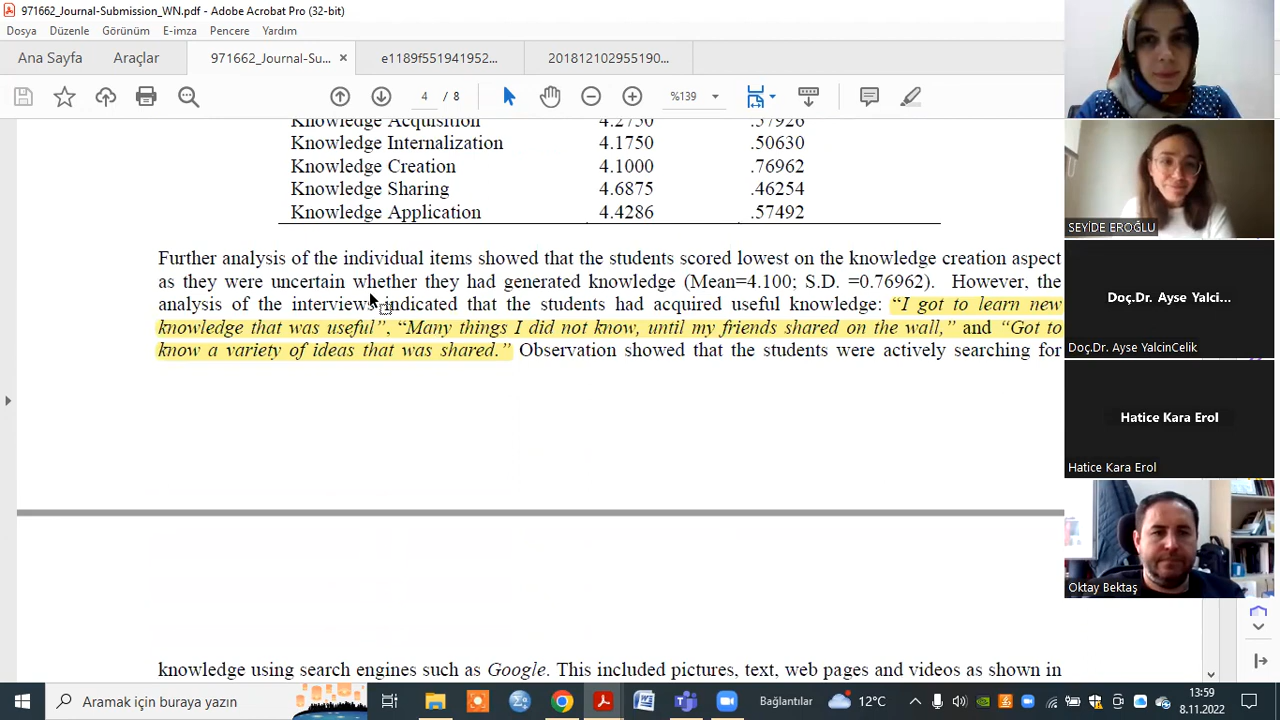 971662_Journal-Submission_WN.pdf - Adobe Acrobat Pro (32-bit)
Dosya Düzenle Görünüm E-imza Pencere Yardım
Ana Sayfa Araçlar 971662_Journal-Su... × e1189f551941952... 201812102955190...
4 / 8 %139
Knowledge Acquisition 4.2750 .57926
Knowledge Internalization 4.1750 .50630
Knowledge Creation 4.1000 .76962
Knowledge Sharing 4.6875 .46254
Knowledge Application 4.4286 .57492
Further analysis of the individual items showed that the students scored lowest on the knowledge creation aspect
as they were uncertain whether they had generated knowledge (Mean=4.100; S.D. =0.76962). However, the
analysis of the interviews indicated that the students had acquired useful knowledge: “I got to learn new
knowledge that was useful”, “Many things I did not know, until my friends shared on the wall,” and “Got to
know a variety of ideas that was shared.” Observation showed that the students were actively searching for
knowledge using search engines such as Google. This included pictures, text, web pages and videos as shown in
SEYİDE EROĞLU
Doç.Dr. Ayse Yalci...
Doç.Dr. Ayse YalcinCelik
Hatice Kara Erol
Hatice Kara Erol
Oktay Bektaş
Aramak için buraya yazın
Bağlantılar 12°C
13:59
8.11.2022